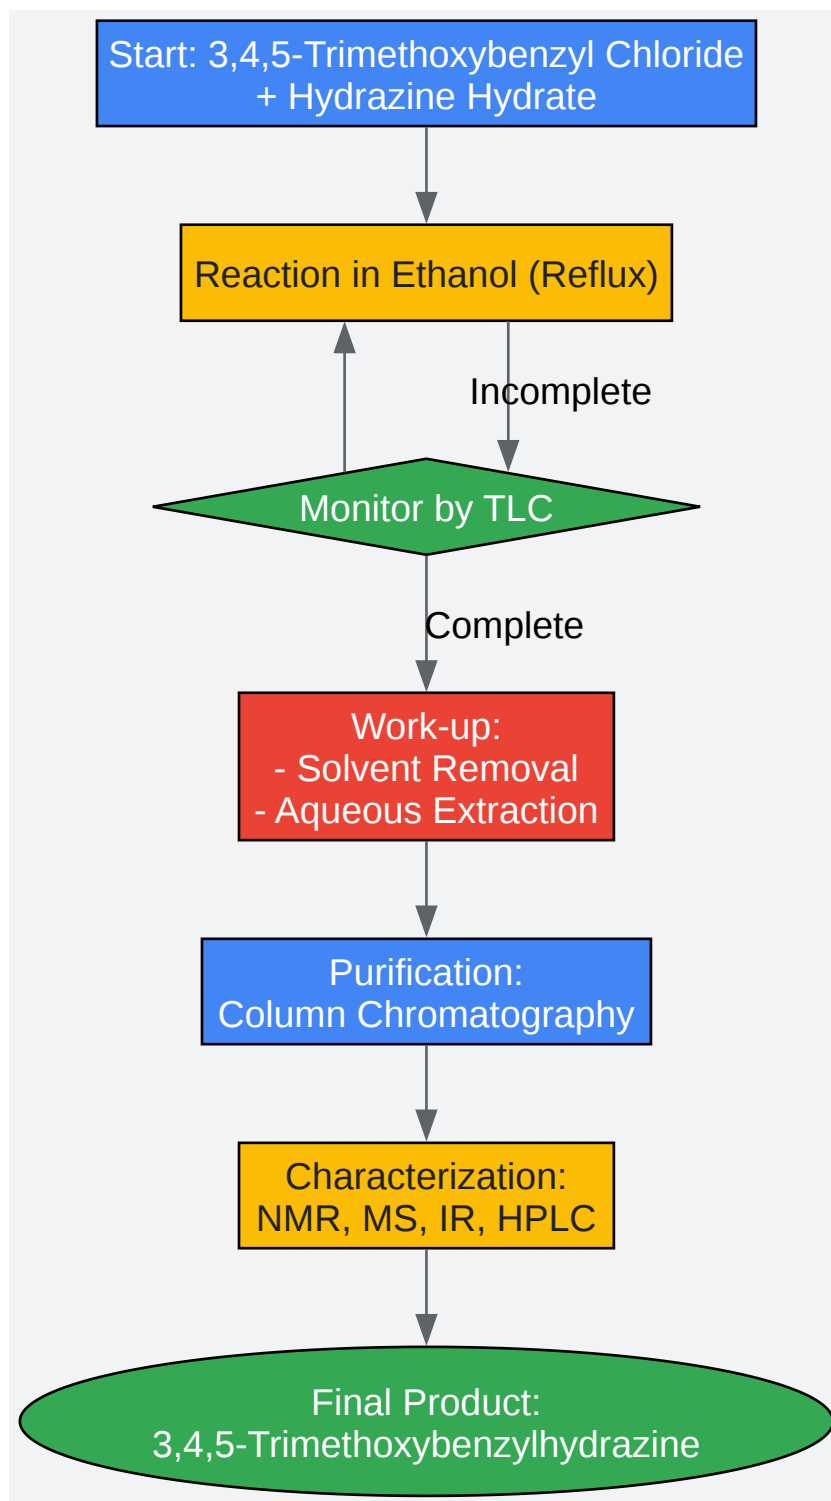 Start: 3,4,5-Trimethoxybenzyl Chloride
+ Hydrazine Hydrate
Reaction in Ethanol (Reflux)
Incomplete
Monitor by TLC
Complete
Work-up:
- Solvent Removal
- Aqueous Extraction
Purification:
Column Chromatography
Characterization:
NMR, MS, IR, HPLC
Final Product:
3,4,5-Trimethoxybenzylhydrazine